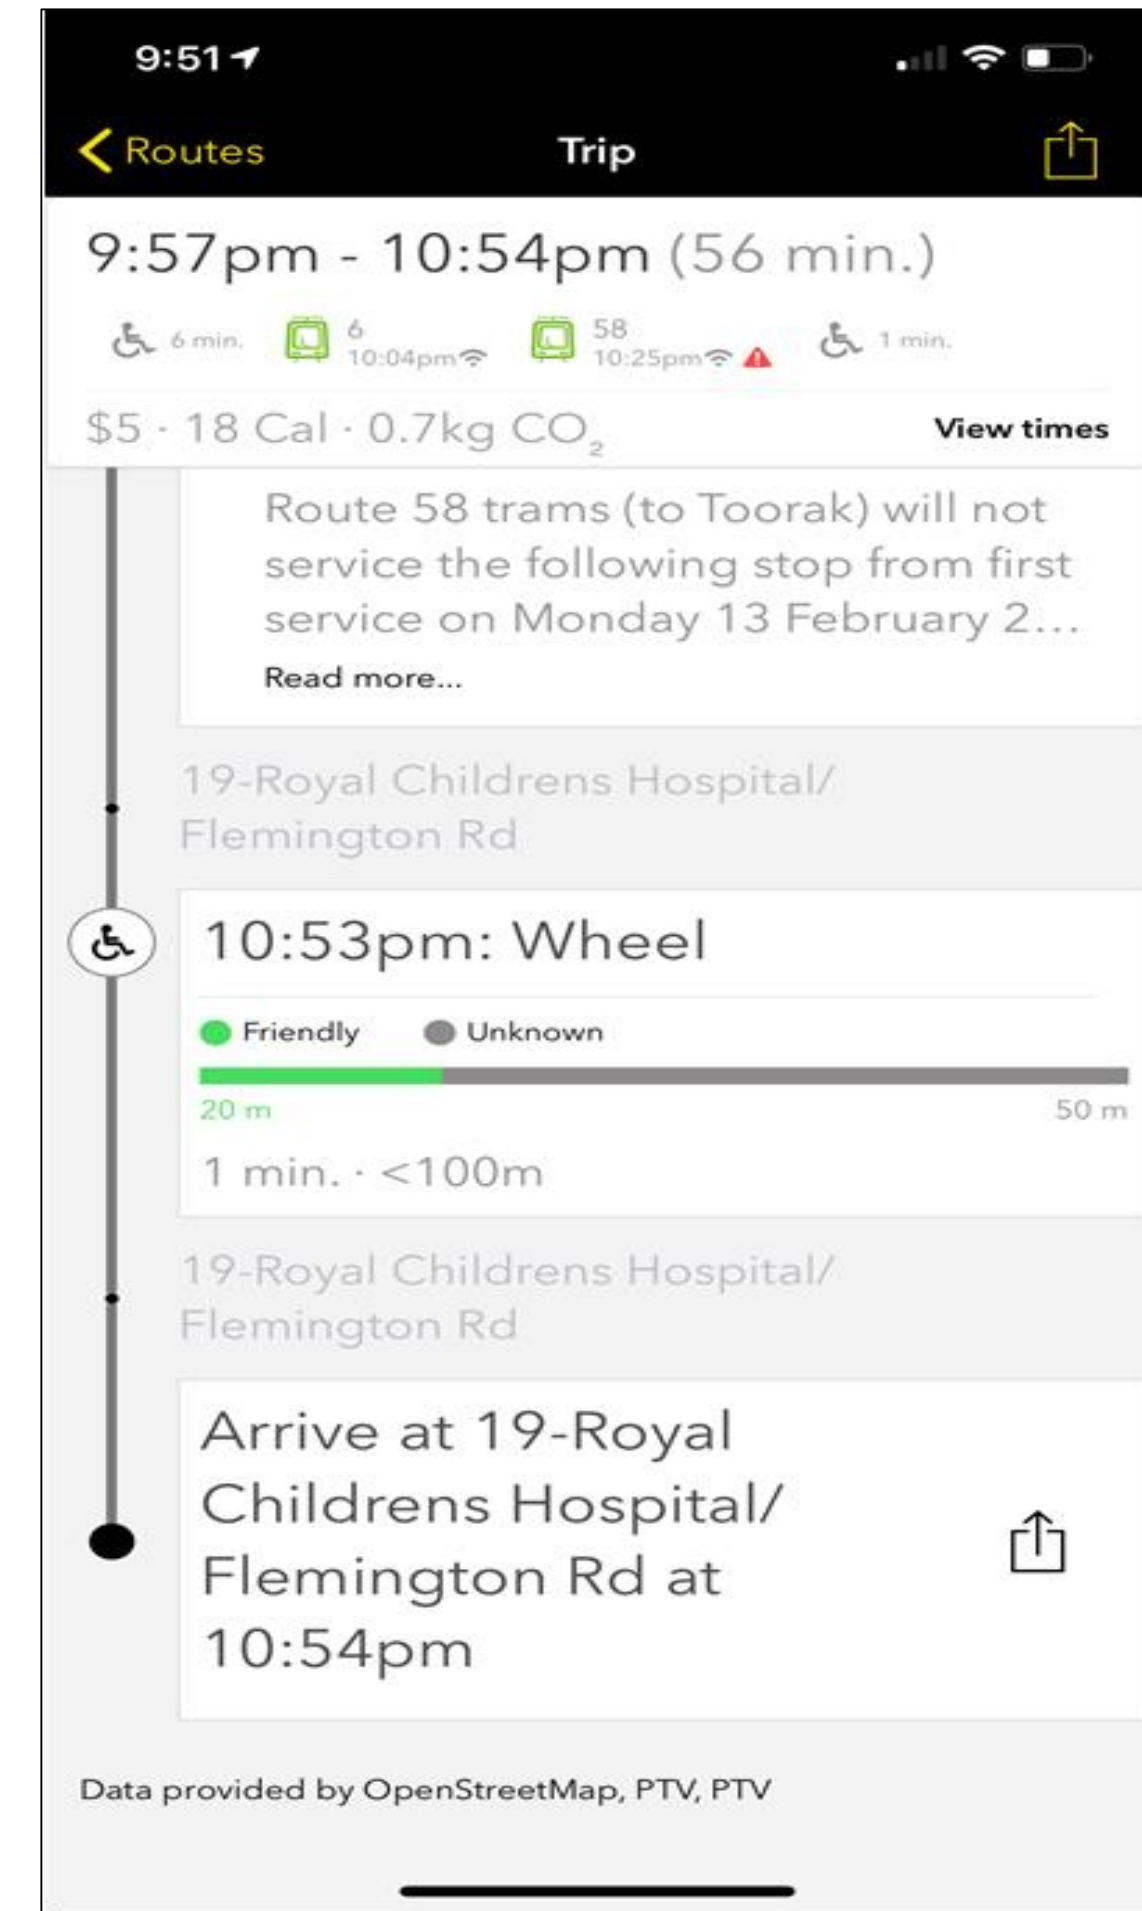 9:51
Routes
Trip
9:57pm - 10:54pm (56 min.)
6 min.
6
10:04pm
58
10:25pm
1 min.
$5 · 18 Cal · 0.7kg CO₂
View times
Route 58 trams (to Toorak) will not
service the following stop from first
service on Monday 13 February 2...
Read more...
19-Royal Childrens Hospital/
Flemington Rd
10:53pm: Wheel
Friendly
Unknown
20 m
50 m
1 min. · <100m
19-Royal Childrens Hospital/
Flemington Rd
Arrive at 19-Royal
Childrens Hospital/
Flemington Rd at
10:54pm
Data provided by OpenStreetMap, PTV, PTV